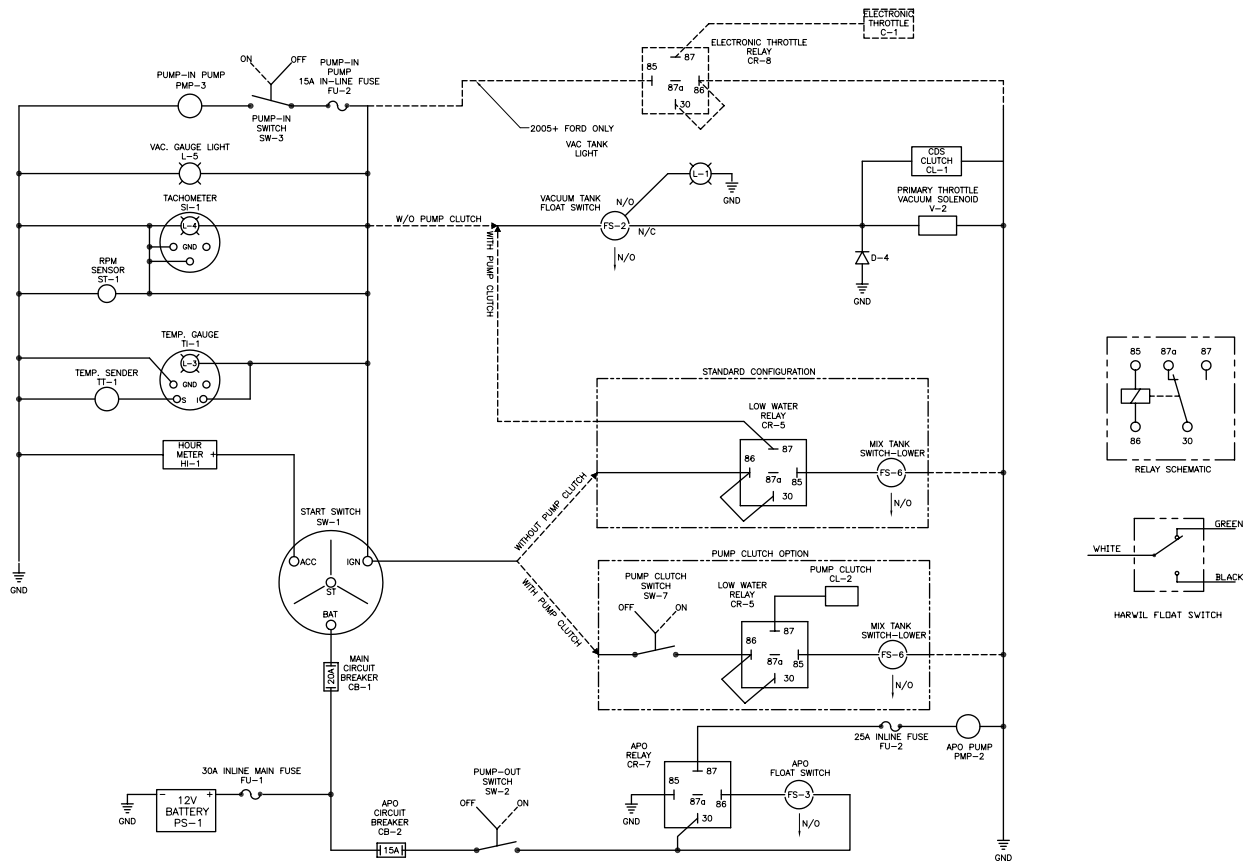 ELECTRONIC
THROTTLE
C-1
ELECTRONIC THROTTLE
RELAY
CR-8
87
85
87a
86
30
ON
OFF
PUMP-IN
PUMP
15A IN-LINE FUSE
FU-2
PUMP-IN PUMP
PMP-3
PUMP-IN
SWITCH
SW-3
2005+ FORD ONLY
VAC TANK
LIGHT
VAC. GAUGE LIGHT
L-5
L-1
GND
CDS
CLUTCH
CL-1
PRIMARY THROTTLE
VACUUM SOLENOID
V-2
TACHOMETER
SI-1
L-4
GND
W/O PUMP CLUTCH
VACUUM TANK
FLOAT SWITCH
N/O
FS-2
N/C
N/O
WITH PUMP CLUTCH
D-4
GND
RPM
SENSOR
ST-1
TEMP. GAUGE
TI-1
L-3
GND
S
I
TEMP. SENDER
TT-1
HOUR
METER
HI-1
+
STANDARD CONFIGURATION
LOW WATER
RELAY
CR-5
86
87
87a
85
30
MIX TANK
SWITCH-LOWER
FS-6
N/O
85
87a
87
86
30
RELAY SCHEMATIC
START SWITCH
SW-1
ACC
IGN
ST
BAT
WITHOUT PUMP CLUTCH
WITH PUMP CLUTCH
GND
GREEN
WHITE
BLACK
HARWIL FLOAT SWITCH
PUMP CLUTCH OPTION
PUMP CLUTCH
SWITCH
SW-7
OFF
ON
LOW WATER
RELAY
CR-5
PUMP CLUTCH
CL-2
86
87
87a
85
30
MIX TANK
SWITCH-LOWER
FS-6
N/O
20A
MAIN
CIRCUIT
BREAKER
CB-1
25A INLINE FUSE
FU-2
APO PUMP
PMP-2
30A INLINE MAIN FUSE
FU-1
-
+
12V
BATTERY
PS-1
GND
APO
CIRCUIT
BREAKER
CB-2
15A
PUMP-OUT
SWITCH
SW-2
OFF
ON
APO
RELAY
CR-7
85
87
87a
86
30
GND
APO
FLOAT SWITCH
FS-3
N/O
GND